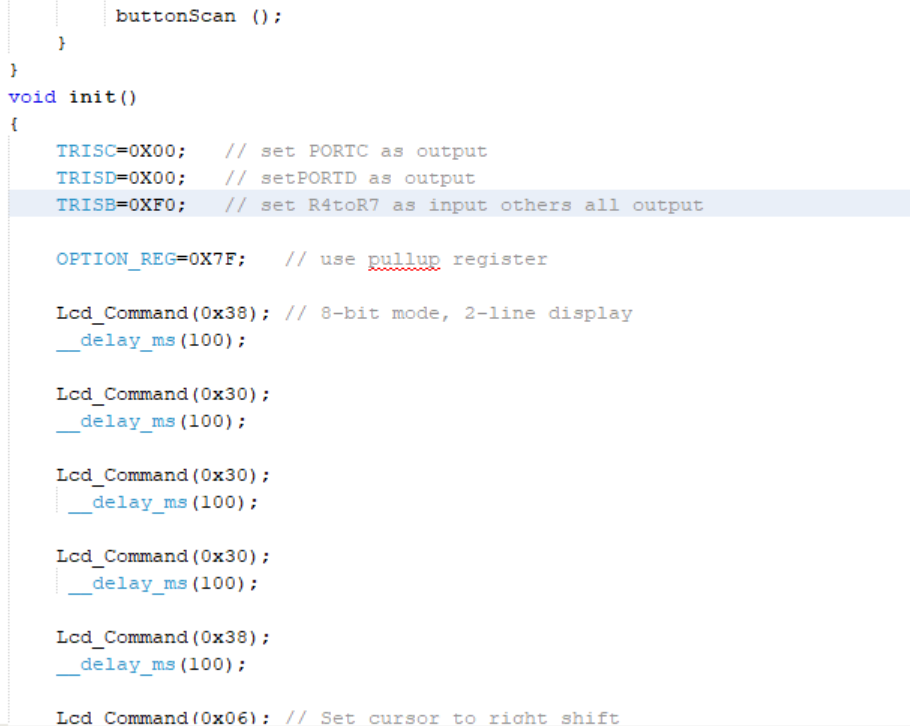 buttonScan ();
}
}
void init()
{
TRISC=0X00;   // set PORTC as output
TRISD=0X00;   // setPORTD as output
TRISB=0XF0;   // set R4toR7 as input others all output
OPTION_REG=0X7F;   // use pullup register
Lcd_Command(0x38); // 8-bit mode, 2-line display
__delay_ms(100);
Lcd_Command(0x30);
__delay_ms(100);
Lcd_Command(0x30);
__delay_ms(100);
Lcd_Command(0x30);
__delay_ms(100);
Lcd_Command(0x38);
__delay_ms(100);
Lcd_Command(0x06); // Set cursor to right shift